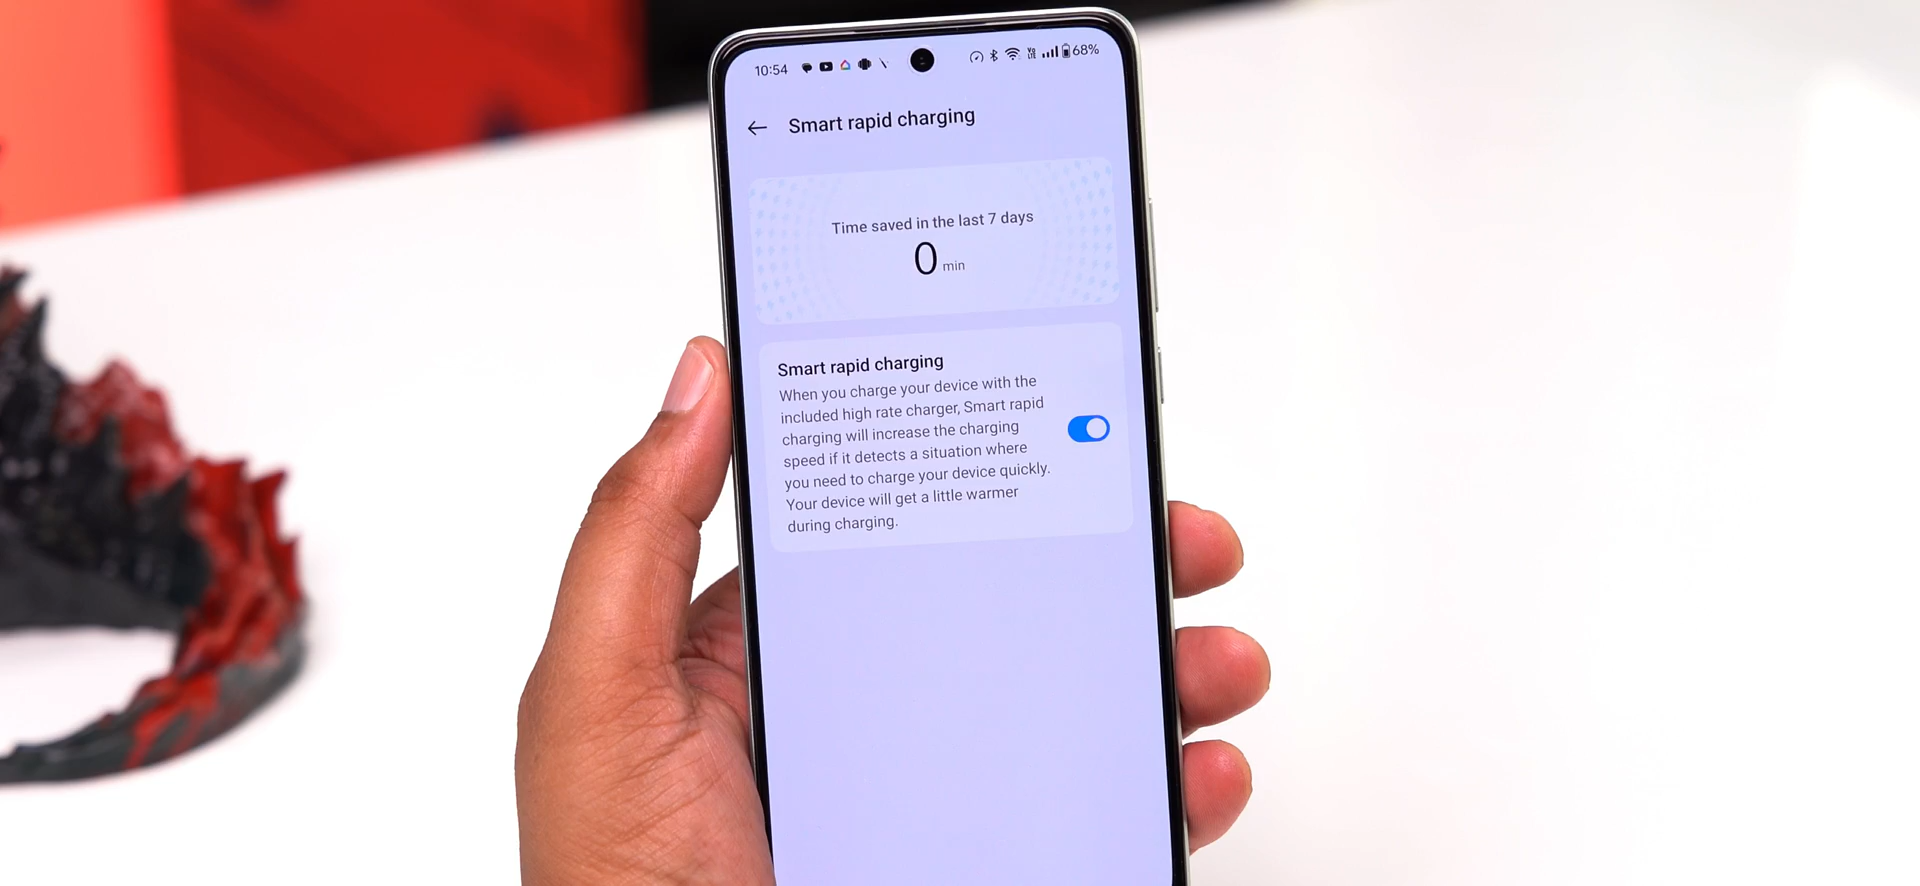 10:54 68%
Smart rapid charging
Time saved in the last 7 days
0 min
Smart rapid charging
When you charge your device with the
included high rate charger, Smart rapid
charging will increase the charging
speed if it detects a situation where
you need to charge your device quickly.
Your device will get a little warmer
during charging.